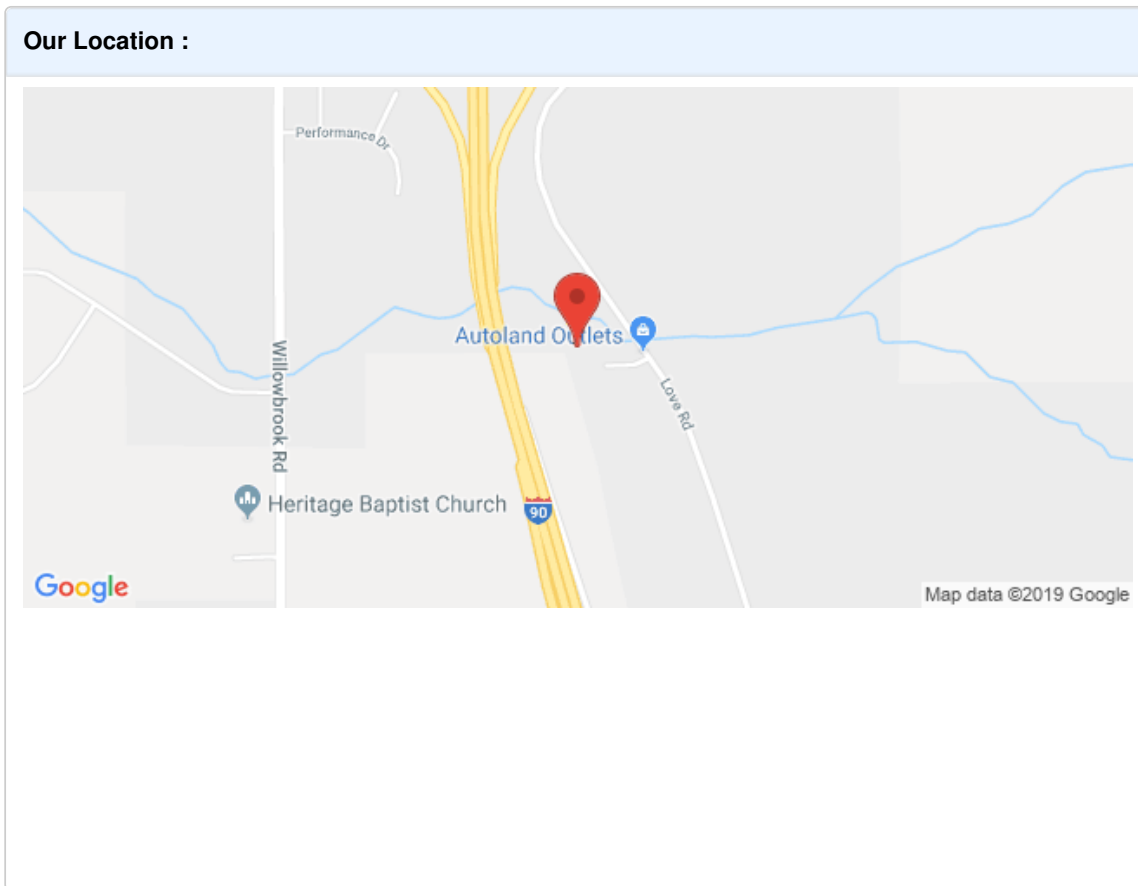 Our Location :
Performance Dr
Autoland Outlets
Willowbrook Rd
Love Rd
Heritage Baptist Church
90
Google
Map data ©2019 Google